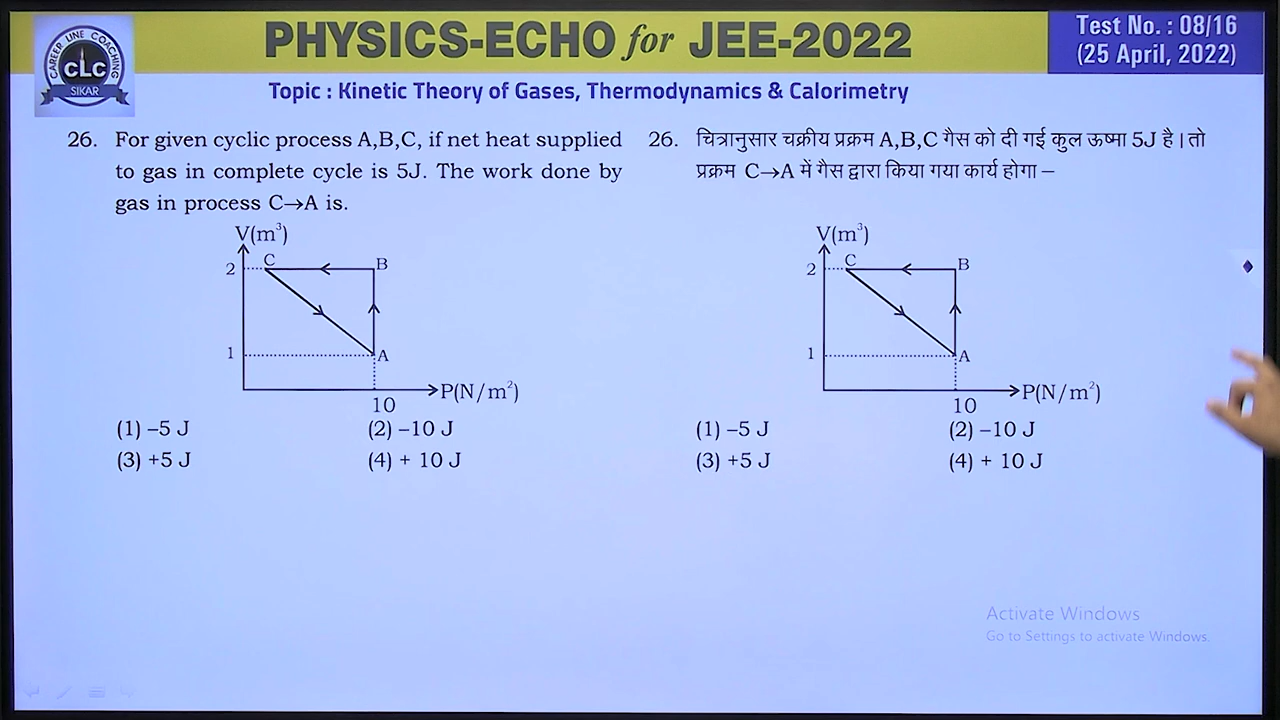 CAREER LINE COACHING
CLC
SIKAR
PHYSICS-ECHO for JEE-2022
Test No. : 08/16
(25 April, 2022)
Topic : Kinetic Theory of Gases, Thermodynamics & Calorimetry
26. For given cyclic process A,B,C, if net heat supplied
to gas in complete cycle is 5J. The work done by
gas in process C→A is.
V(m³)
2
C
B
1
A
10
P(N/m²)
(1) –5 J (2) –10 J
(3) +5 J (4) + 10 J
26. चित्रानुसार चक्रीय प्रक्रम A,B,C गैस को दी गई कुल ऊष्मा 5J है। तो
प्रक्रम C→A में गैस द्वारा किया गया कार्य होगा –
V(m³)
2
C
B
1
A
10
P(N/m²)
(1) –5 J (2) –10 J
(3) +5 J (4) + 10 J
Activate Windows
Go to Settings to activate Windows.